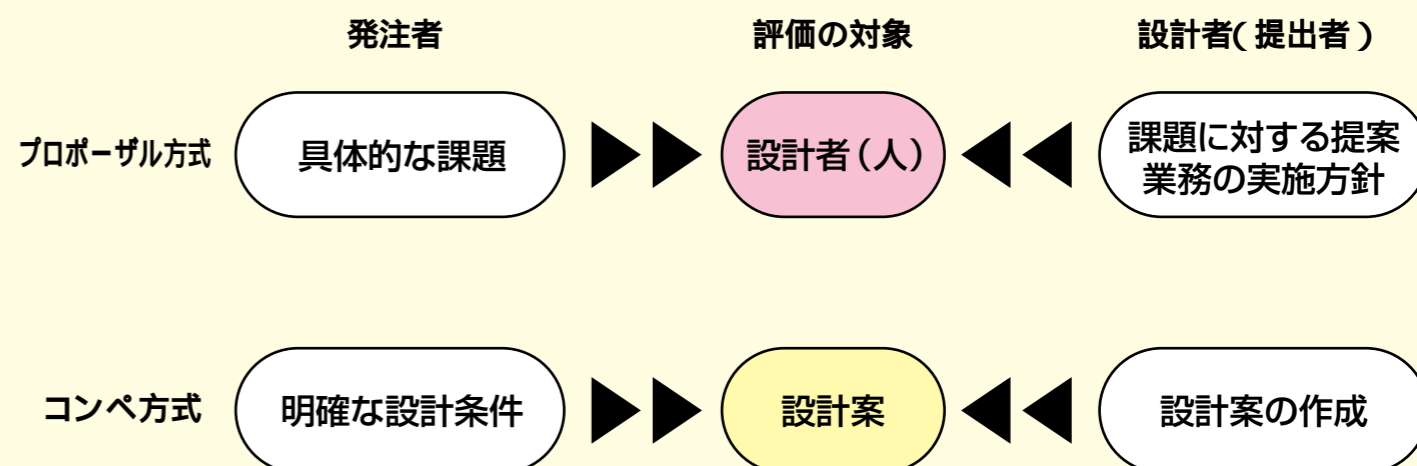 発注者 評価の対象 設計者(提出者)
プロポーザル方式 具体的な課題 設計者(人) 課題に対する提案
業務の実施方針
コンペ方式 明確な設計条件 設計案 設計案の作成